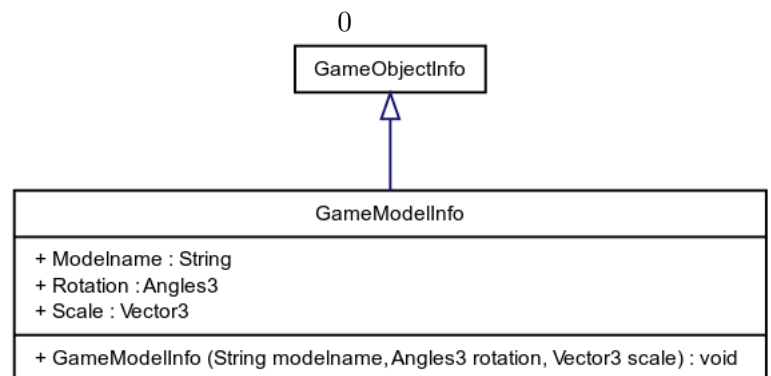 0
GameObjectInfo
GameModelInfo
+ Modelname : String
+ Rotation : Angles3
+ Scale : Vector3
+ GameModelInfo (String modelname, Angles3 rotation, Vector3 scale) : void